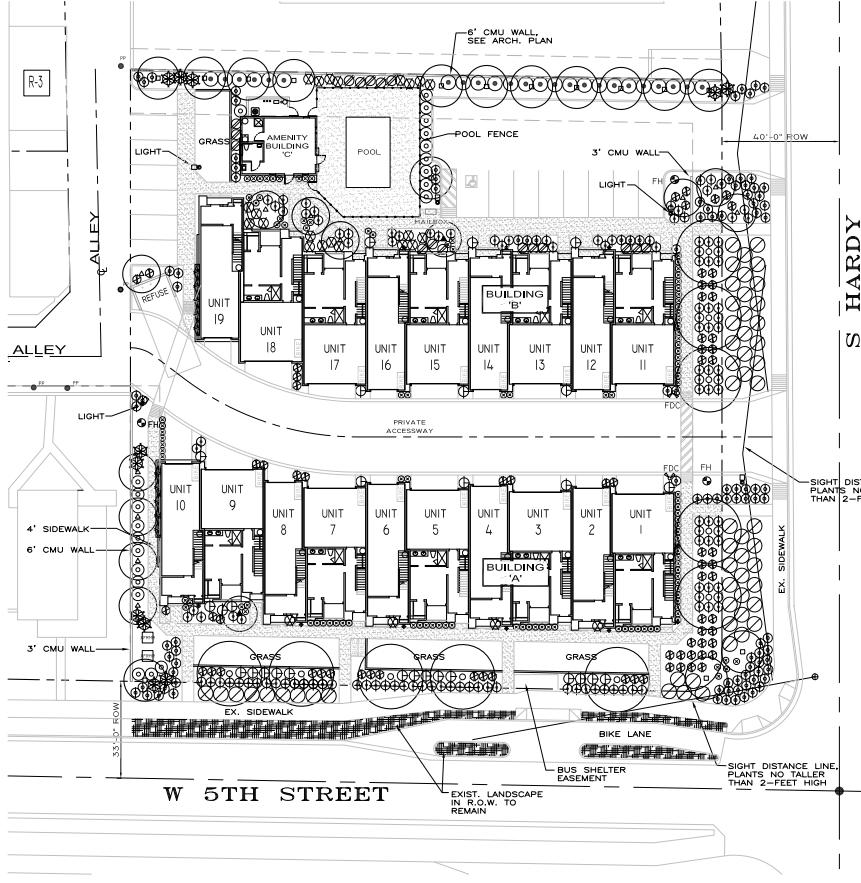 6' CMU WALL,
SEE ARCH. PLAN
R-3
PP
GRASS
AMENITY
BUILDING
'C'
POOL
POOL FENCE
LIGHT
40'-0" ROW
3' CMU WALL
FH
LIGHT
MAILBOX
S HARDY
ALLEY
REFUSE
ALLEY
UNIT
19
UNIT
18
UNIT
17
UNIT
16
UNIT
15
UNIT
14
UNIT
13
UNIT
12
UNIT
11
BUILDING
'B'
PP
PP
LIGHT
FH
PRIVATE
ACCESSWAY
FDC
FDC
FH
SIGHT DIS
PLANTS NO
THAN 2-F
UNIT
10
UNIT
9
UNIT
8
UNIT
7
UNIT
6
UNIT
5
UNIT
4
UNIT
3
UNIT
2
UNIT
1
BUILDING
'A'
4' SIDEWALK
6' CMU WALL
3' CMU WALL
EX. SIDEWALK
GRASS
GRASS
GRASS
EX. SIDEWALK
33'-0" ROW
BIKE LANE
BUS SHELTER
EASEMENT
SIGHT DISTANCE LINE,
PLANTS NO TALLER
THAN 2-FEET HIGH
W 5TH STREET
EXIST. LANDSCAPE
IN R.O.W. TO
REMAIN